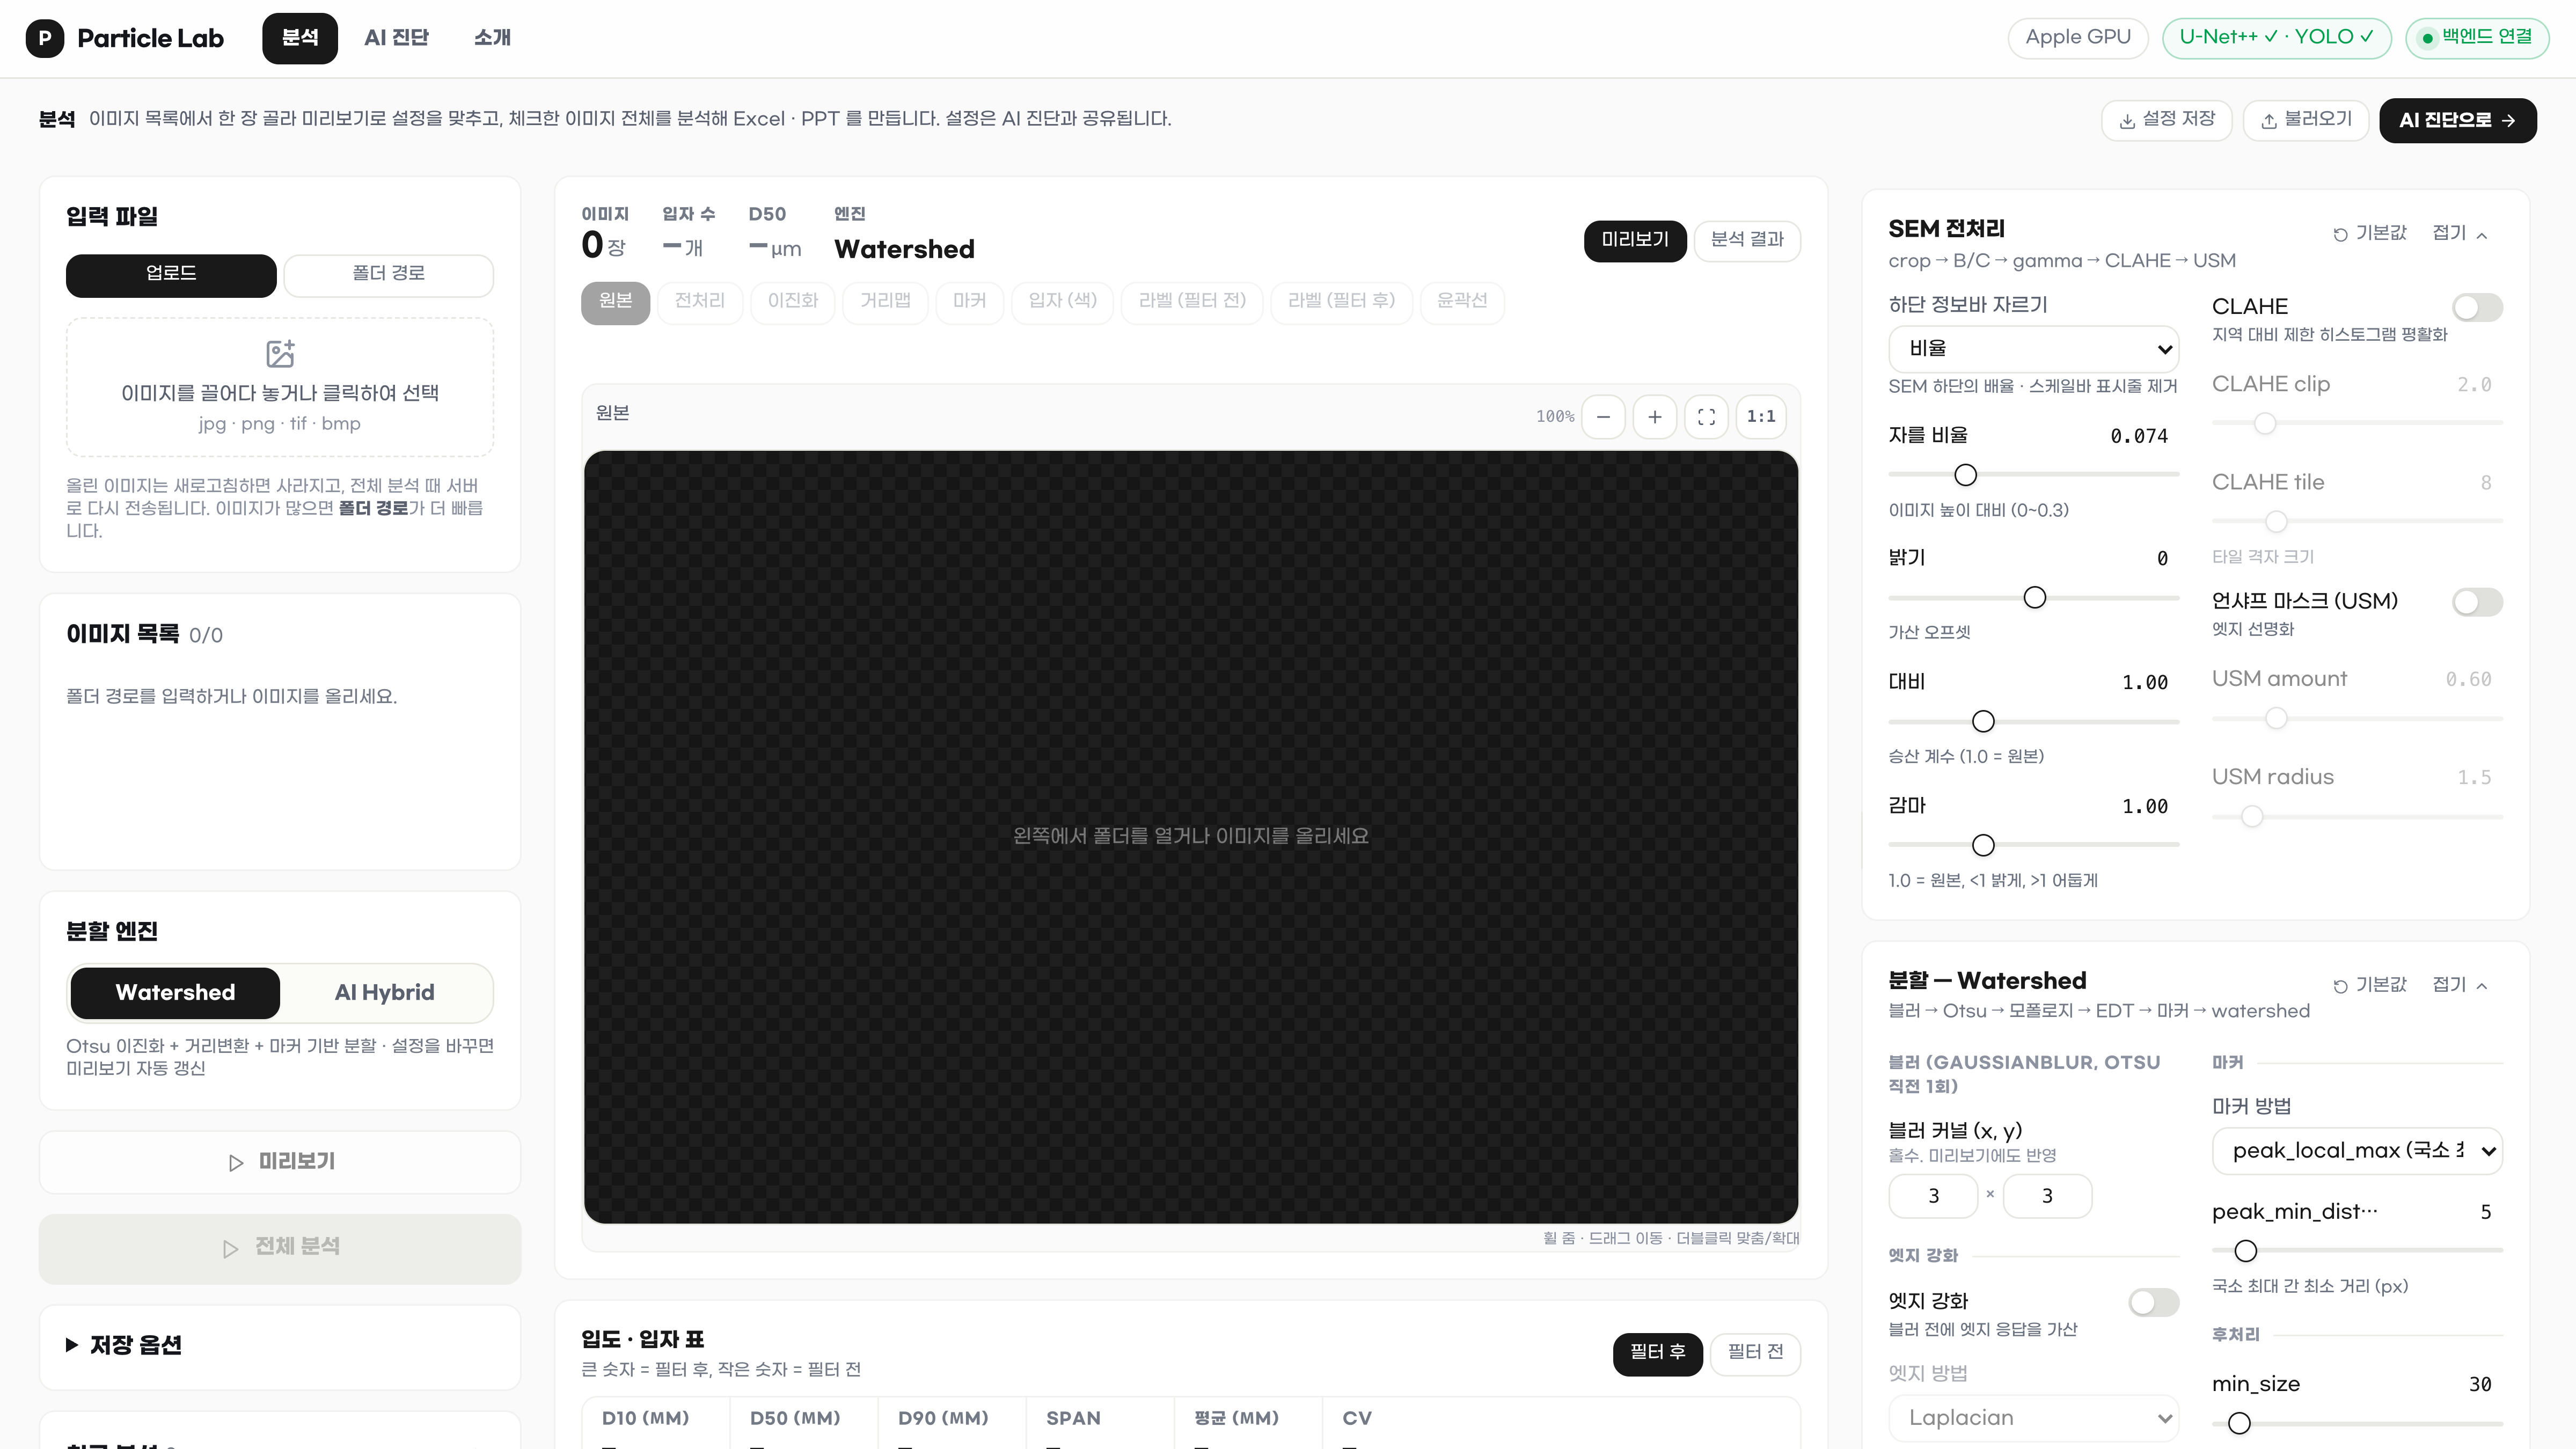 P Particle Lab 분석 AI 진단 소개 Apple GPU U-Net++ ✓ · YOLO ✓ 백엔드 연결
분석 이미지 목록에서 한 장 골라 미리보기로 설정을 맞추고, 체크한 이미지 전체를 분석해 Excel · PPT 를 만듭니다. 설정은 AI 진단과 공유됩니다. 설정 저장 불러오기 AI 진단으로 →
입력 파일
업로드 폴더 경로
이미지를 끌어다 놓거나 클릭하여 선택
jpg · png · tif · bmp
올린 이미지는 새로고침하면 사라지고, 전체 분석 때 서버
로 다시 전송됩니다. 이미지가 많으면 폴더 경로가 더 빠릅
니다.
이미지 목록 0/0
폴더 경로를 입력하거나 이미지를 올리세요.
분할 엔진
Watershed AI Hybrid
Otsu 이진화 + 거리변환 + 마커 기반 분할 · 설정을 바꾸면
미리보기 자동 갱신
미리보기
전체 분석
저장 옵션
이미지 입자 수 D50 엔진
0 장 – 개 – μm Watershed
미리보기 분석 결과
원본 전처리 이진화 거리맵 마커 입자 (색) 라벨 (필터 전) 라벨 (필터 후) 윤곽선
원본 100% − + 1:1
왼쪽에서 폴더를 열거나 이미지를 올리세요
휠 줌 · 드래그 이동 · 더블클릭 맞춤/확대
입도 · 입자 표
큰 숫자 = 필터 후, 작은 숫자 = 필터 전
필터 후 필터 전
D10 (MM) D50 (MM) D90 (MM) SPAN 평균 (MM) CV
SEM 전처리 기본값 접기
crop → B/C → gamma → CLAHE → USM
하단 정보바 자르기
비율
SEM 하단의 배율 · 스케일바 표시줄 제거
자를 비율 0.074
이미지 높이 대비 (0~0.3)
밝기 0
가산 오프셋
대비 1.00
승산 계수 (1.0 = 원본)
감마 1.00
1.0 = 원본, <1 밝게, >1 어둡게
CLAHE
지역 대비 제한 히스토그램 평활화
CLAHE clip 2.0
CLAHE tile 8
타일 격자 크기
언샤프 마스크 (USM)
엣지 선명화
USM amount 0.60
USM radius 1.5
분할 — Watershed 기본값 접기
블러 → Otsu → 모폴로지 → EDT → 마커 → watershed
블러 (GAUSSIANBLUR, OTSU
직전 1회)
블러 커널 (x, y)
홀수. 미리보기에도 반영
3 × 3
엣지 강화
엣지 강화
블러 전에 엣지 응답을 가산
엣지 방법
Laplacian
마커
마커 방법
peak_local_max (국소
peak_min_dist··· 5
국소 최대 간 최소 거리 (px)
후처리
min_size 30